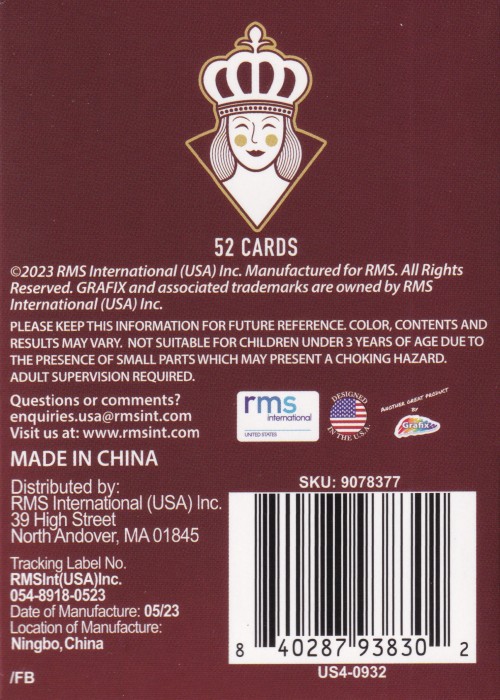 52 CARDS
©2023 RMS International (USA) Inc. Manufactured for RMS. All Rights
Reserved. GRAFIX and associated trademarks are owned by RMS
International (USA) Inc.
PLEASE KEEP THIS INFORMATION FOR FUTURE REFERENCE. COLOR, CONTENTS AND
RESULTS MAY VARY. NOT SUITABLE FOR CHILDREN UNDER 3 YEARS OF AGE DUE TO
THE PRESENCE OF SMALL PARTS WHICH MAY PRESENT A CHOKING HAZARD.
ADULT SUPERVISION REQUIRED.
Questions or comments?
enquiries.usa@rmsint.com
Visit us at: www.rmsint.com
rms
international
UNITED STATES
DESIGNED
IN THE U.S.A
ANOTHER GREAT PRODUCT
BY
Grafix
MADE IN CHINA
Distributed by:
RMS International (USA) Inc.
39 High Street
North Andover, MA 01845
Tracking Label No.
RMSInt(USA)Inc.
054-8918-0523
Date of Manufacture: 05/23
Location of Manufacture:
Ningbo,China
/FB
SKU: 9078377
8 40287 93830 2
US4-0932